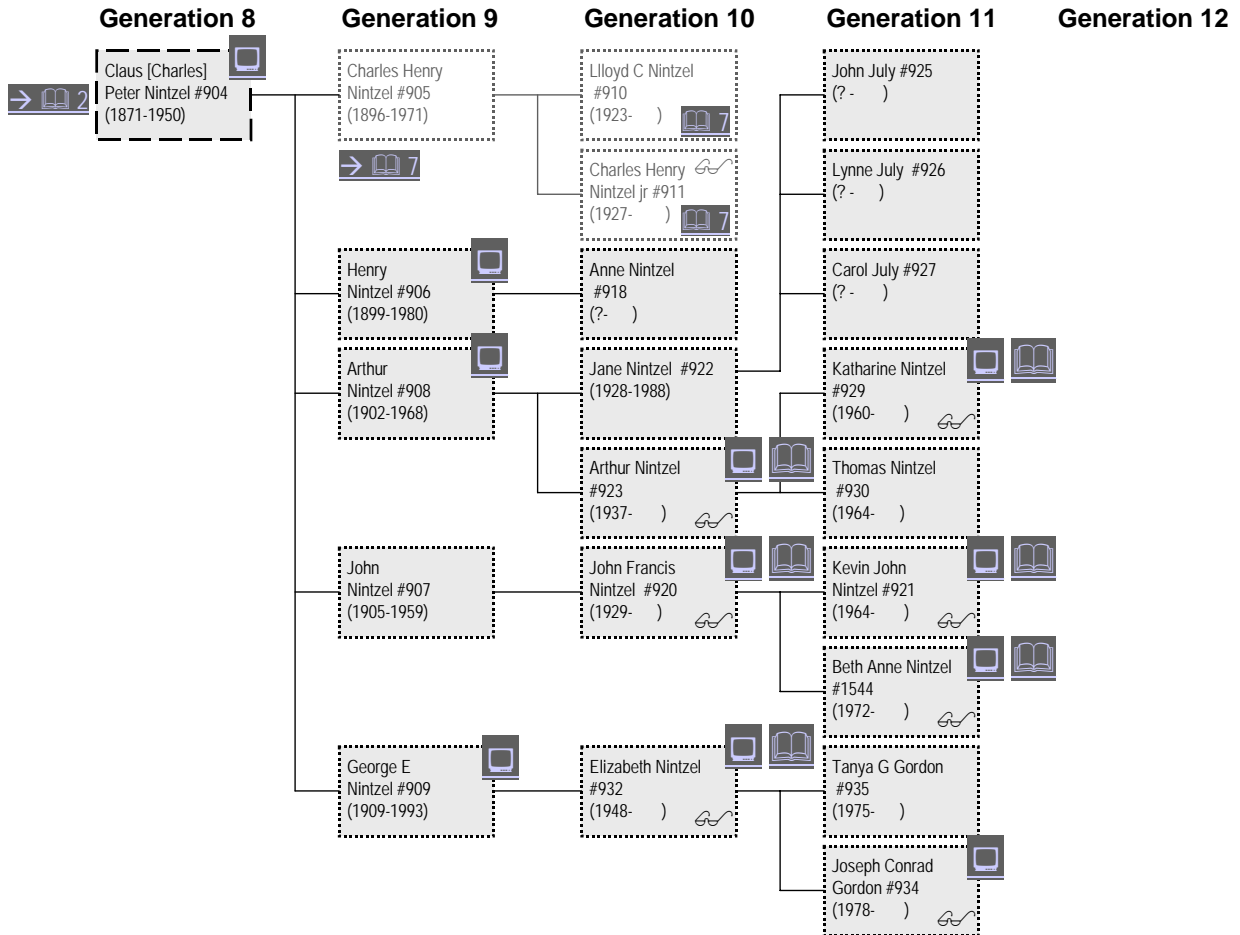 Generation 8 Generation 9 Generation 10 Generation 11 Generation 12
→ 2
Claus [Charles]
Peter Nintzel #904
(1871-1950)
Charles Henry
Nintzel #905
(1896-1971)
→ 7
Henry
Nintzel #906
(1899-1980)
Arthur
Nintzel #908
(1902-1968)
John
Nintzel #907
(1905-1959)
George E
Nintzel #909
(1909-1993)
Llloyd C Nintzel
#910
(1923- )
7
Charles Henry
Nintzel jr #911
(1927- )
7
Anne Nintzel
#918
(?- )
Jane Nintzel #922
(1928-1988)
Arthur Nintzel
#923
(1937- )
John Francis
Nintzel #920
(1929- )
Elizabeth Nintzel
#932
(1948- )
John July #925
(? - )
Lynne July #926
(? - )
Carol July #927
(? - )
Katharine Nintzel
#929
(1960- )
Thomas Nintzel
#930
(1964- )
Kevin John
Nintzel #921
(1964- )
Beth Anne Nintzel
#1544
(1972- )
Tanya G Gordon
#935
(1975- )
Joseph Conrad
Gordon #934
(1978- )